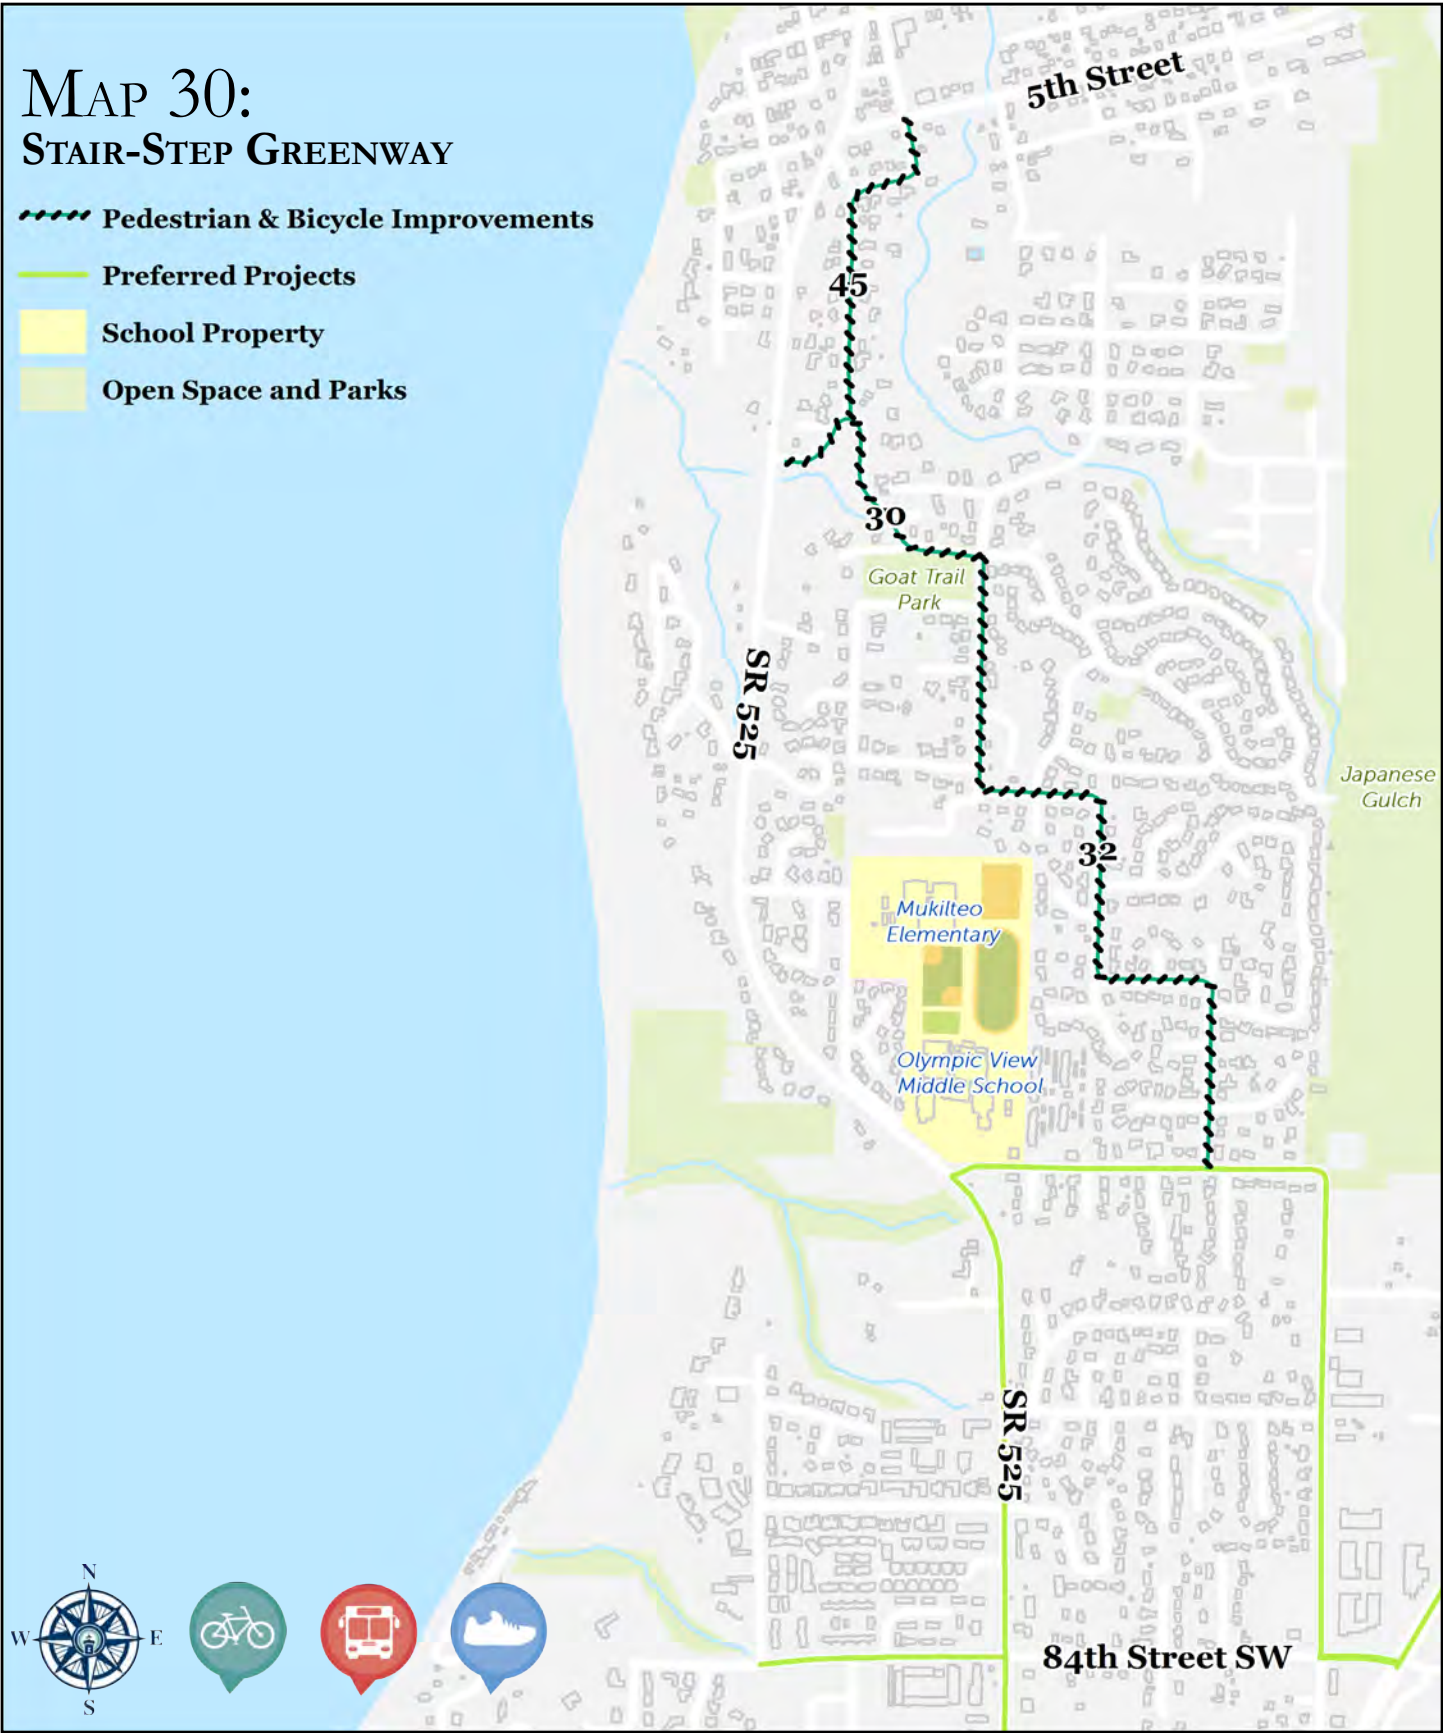 MAP 30:
STAIR-STEP GREENWAY
Pedestrian & Bicycle Improvements
Preferred Projects
School Property
Open Space and Parks
5th Street
45
30
Goat Trail
Park
SR 525
Japanese
Gulch
32
Mukilteo
Elementary
Olympic View
Middle School
SR 525
84th Street SW
N
W
E
S